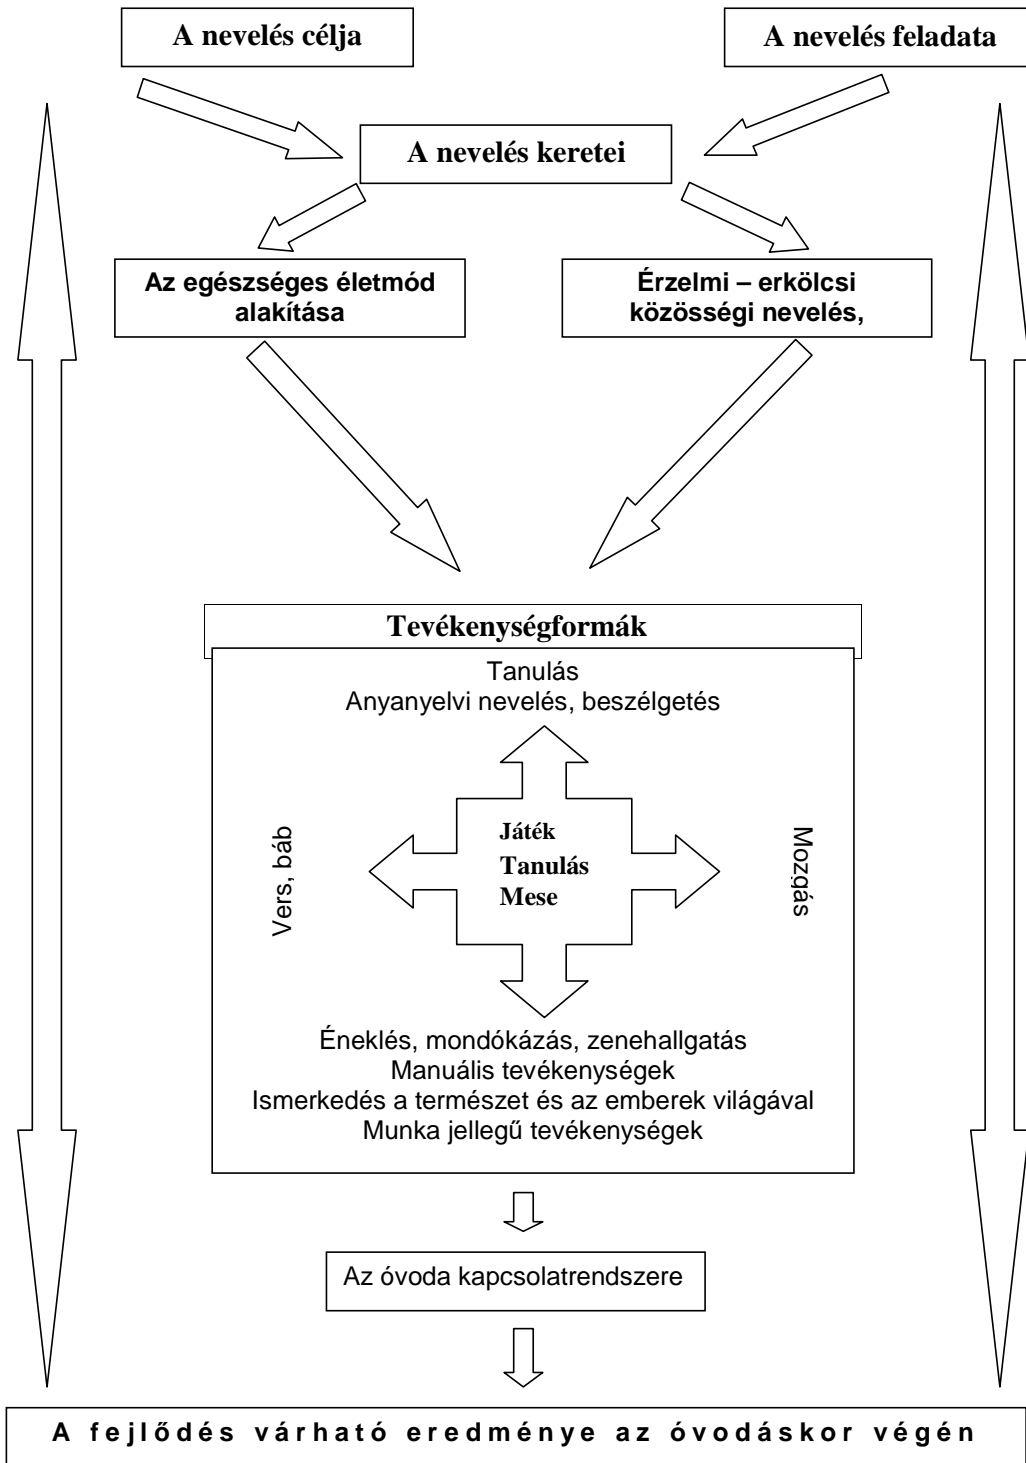 A nevelés célja
A nevelés feladata
A nevelés keretei
Az egészséges életmód
alakítása
Érzelmi – erkölcsi
közösségi nevelés,
Tevékenységformák
Tanulás
Anyanyelvi nevelés, beszélgetés
Vers, báb
Játék
Tanulás
Mese
Mozgás
Éneklés, mondókázás, zenehallgatás
Manuális tevékenységek
Ismerkedés a természet és az emberek világával
Munka jellegű tevékenységek
Az óvoda kapcsolatrendszere
A fejlődés várható eredménye az óvodáskor végén